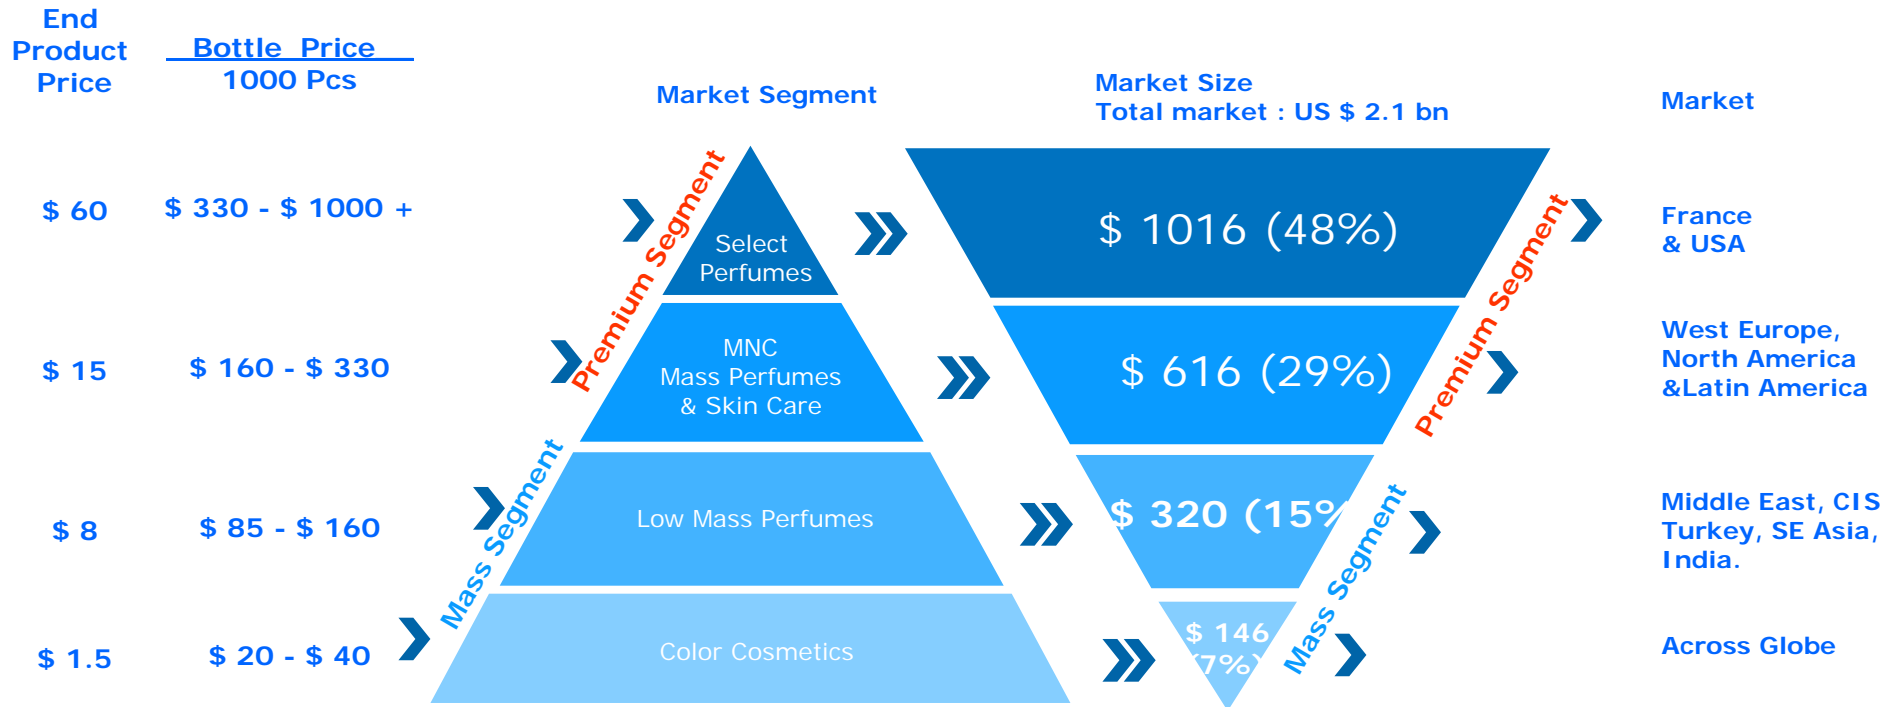 End
Product
Price
Bottle Price
1000 Pcs
Market Segment
Market Size
Total market : US $ 2.1 bn
Market
$ 60
$ 330 - $ 1000 +
Premium Segment
Select
Perfumes
$ 1016 (48%)
Premium Segment
France
& USA
$ 15
$ 160 - $ 330
MNC
Mass Perfumes
& Skin Care
$ 616 (29%)
West Europe,
North America
&Latin America
$ 8
$ 85 - $ 160
Mass Segment
Low Mass Perfumes
$ 320 (15%
Mass Segment
Middle East, CIS
Turkey, SE Asia,
India.
$ 1.5
$ 20 - $ 40
Color Cosmetics
$ 146
(7%)
Across Globe